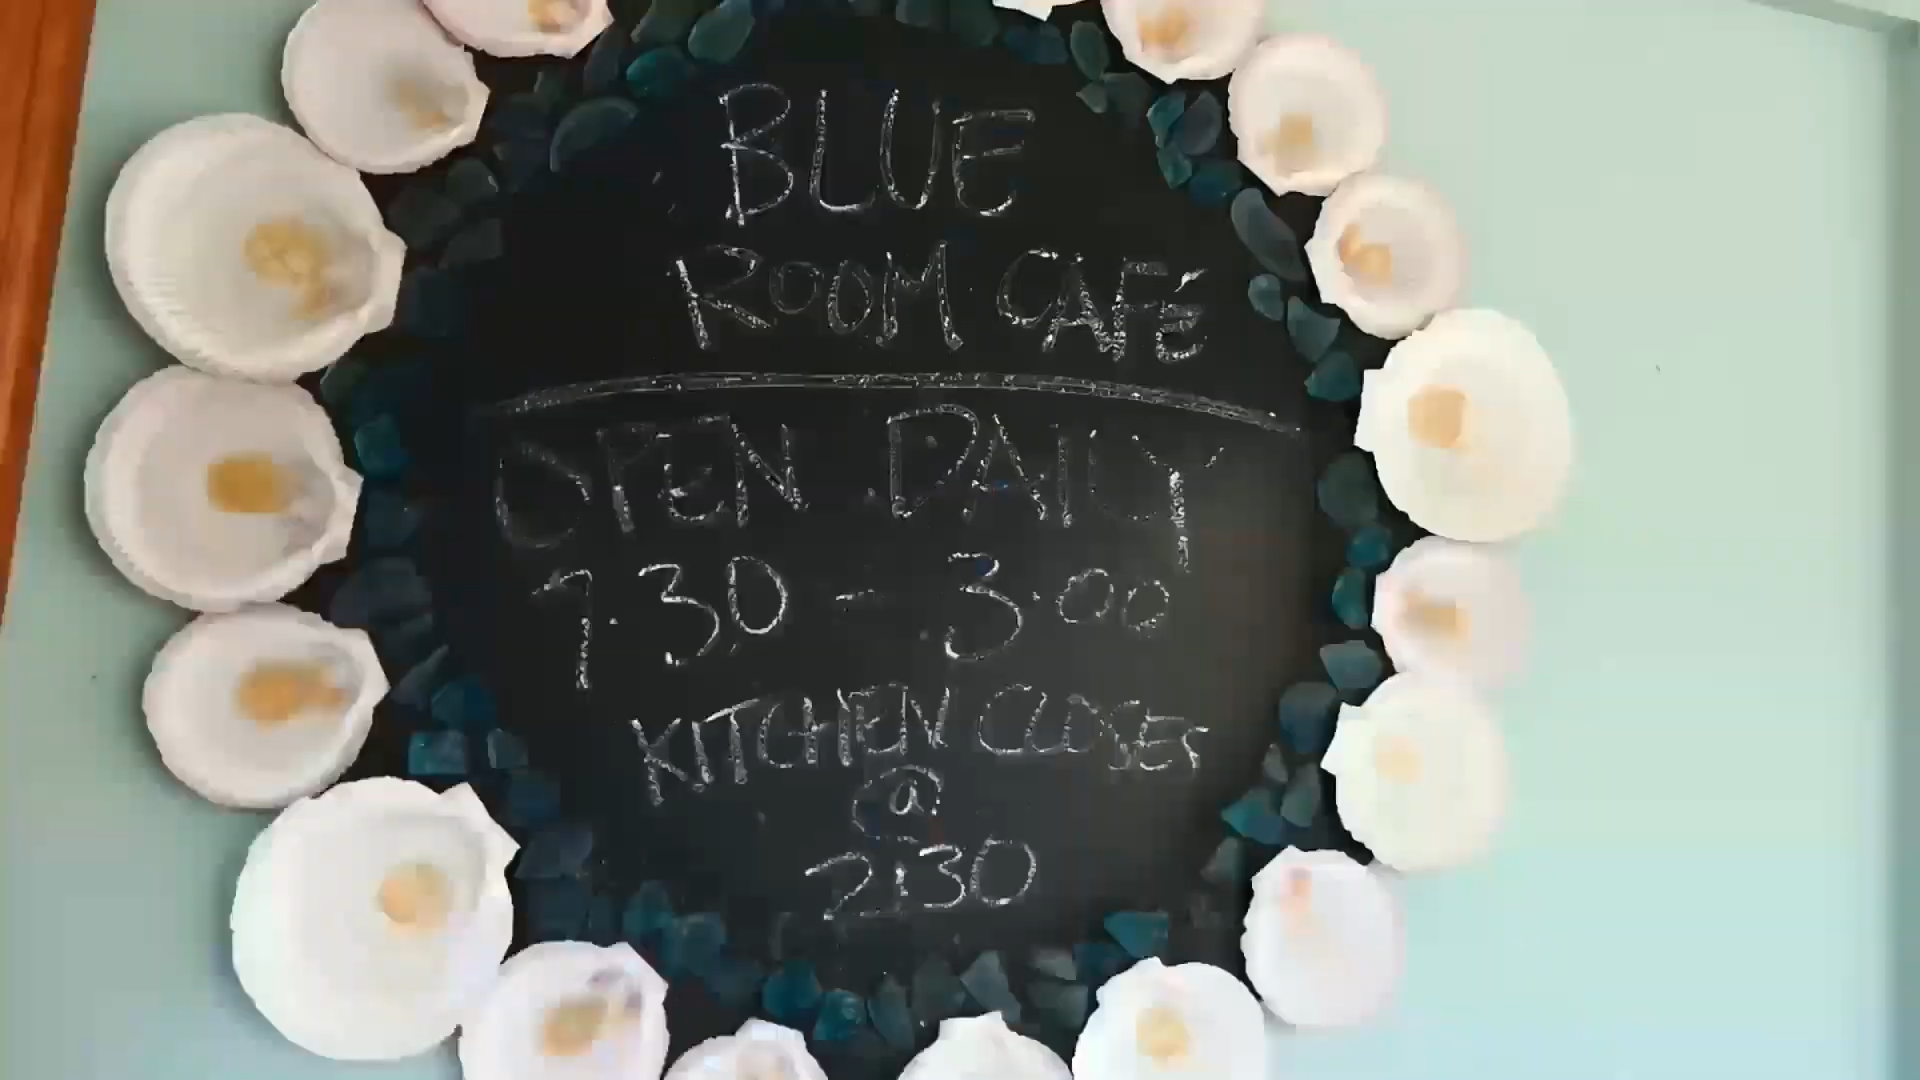 BLUE
ROOM CAFÉ
OPEN DAILY
7.30 - 3.00
KITCHEN CLOSES
@
2:30